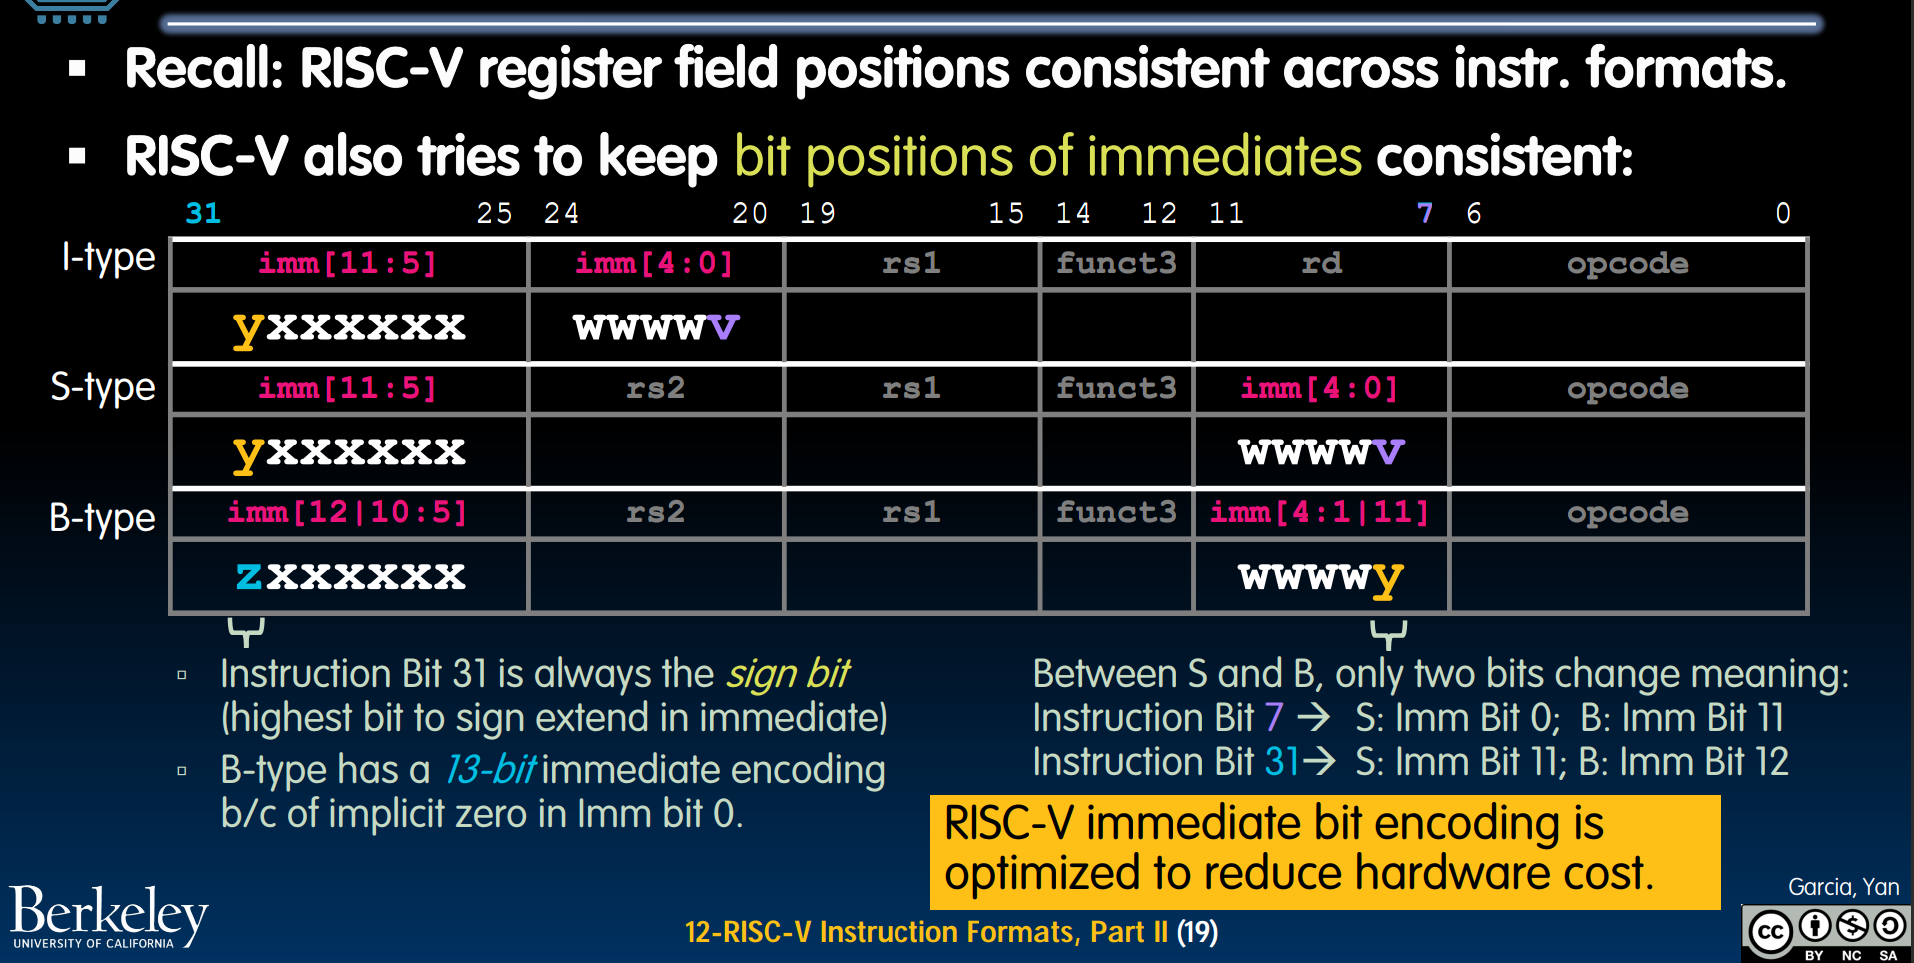 ▪ Recall: RISC-V register field positions consistent across instr. formats.
▪ RISC-V also tries to keep bit positions of immediates consistent:
31 25 24 20 19 15 14 12 11 7 6 0
I-type imm[11:5] imm[4:0] rs1 funct3 rd opcode
yxxxxxx wwwwv
S-type imm[11:5] rs2 rs1 funct3 imm[4:0] opcode
yxxxxxx wwwwv
B-type imm[12|10:5] rs2 rs1 funct3 imm[4:1|11] opcode
zxxxxxx wwwwy
▫ Instruction Bit 31 is always the sign bit
(highest bit to sign extend in immediate)
▫ B-type has a 13-bit immediate encoding
b/c of implicit zero in Imm bit 0.
Between S and B, only two bits change meaning:
Instruction Bit 7 → S: Imm Bit 0; B: Imm Bit 11
Instruction Bit 31→ S: Imm Bit 11; B: Imm Bit 12
RISC-V immediate bit encoding is
optimized to reduce hardware cost.
Berkeley
UNIVERSITY OF CALIFORNIA
12-RISC-V Instruction Formats, Part II (19)
Garcia, Yan
cc
BY NC SA